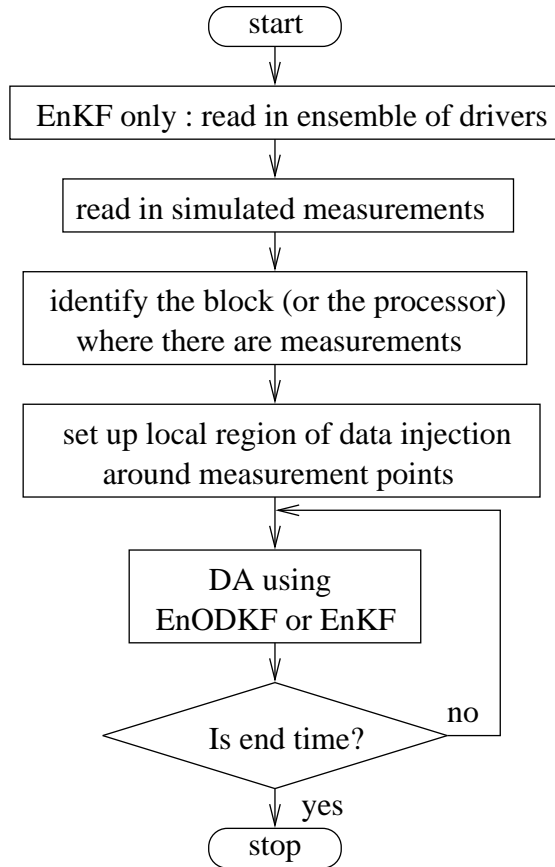 start
EnKF only : read in ensemble of drivers
read in simulated measurements
identify the block (or the processor)
where there are measurements
set up local region of data injection
around measurement points
DA using
EnODKF or EnKF
Is end time?
no
yes
stop